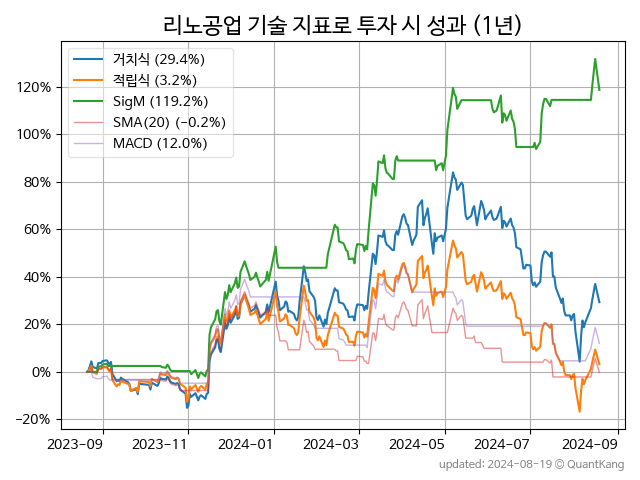 리노공업 기술 지표로 투자 시 성과 (1년)
거치식 (29.4%)
적립식 (3.2%)
SigM (119.2%)
SMA(20) (−0.2%)
MACD (12.0%)
120%
100%
80%
60%
40%
20%
0%
−20%
2023-09 2023-11 2024-01 2024-03 2024-05 2024-07 2024-09
updated: 2024-08-19 © QuantKang